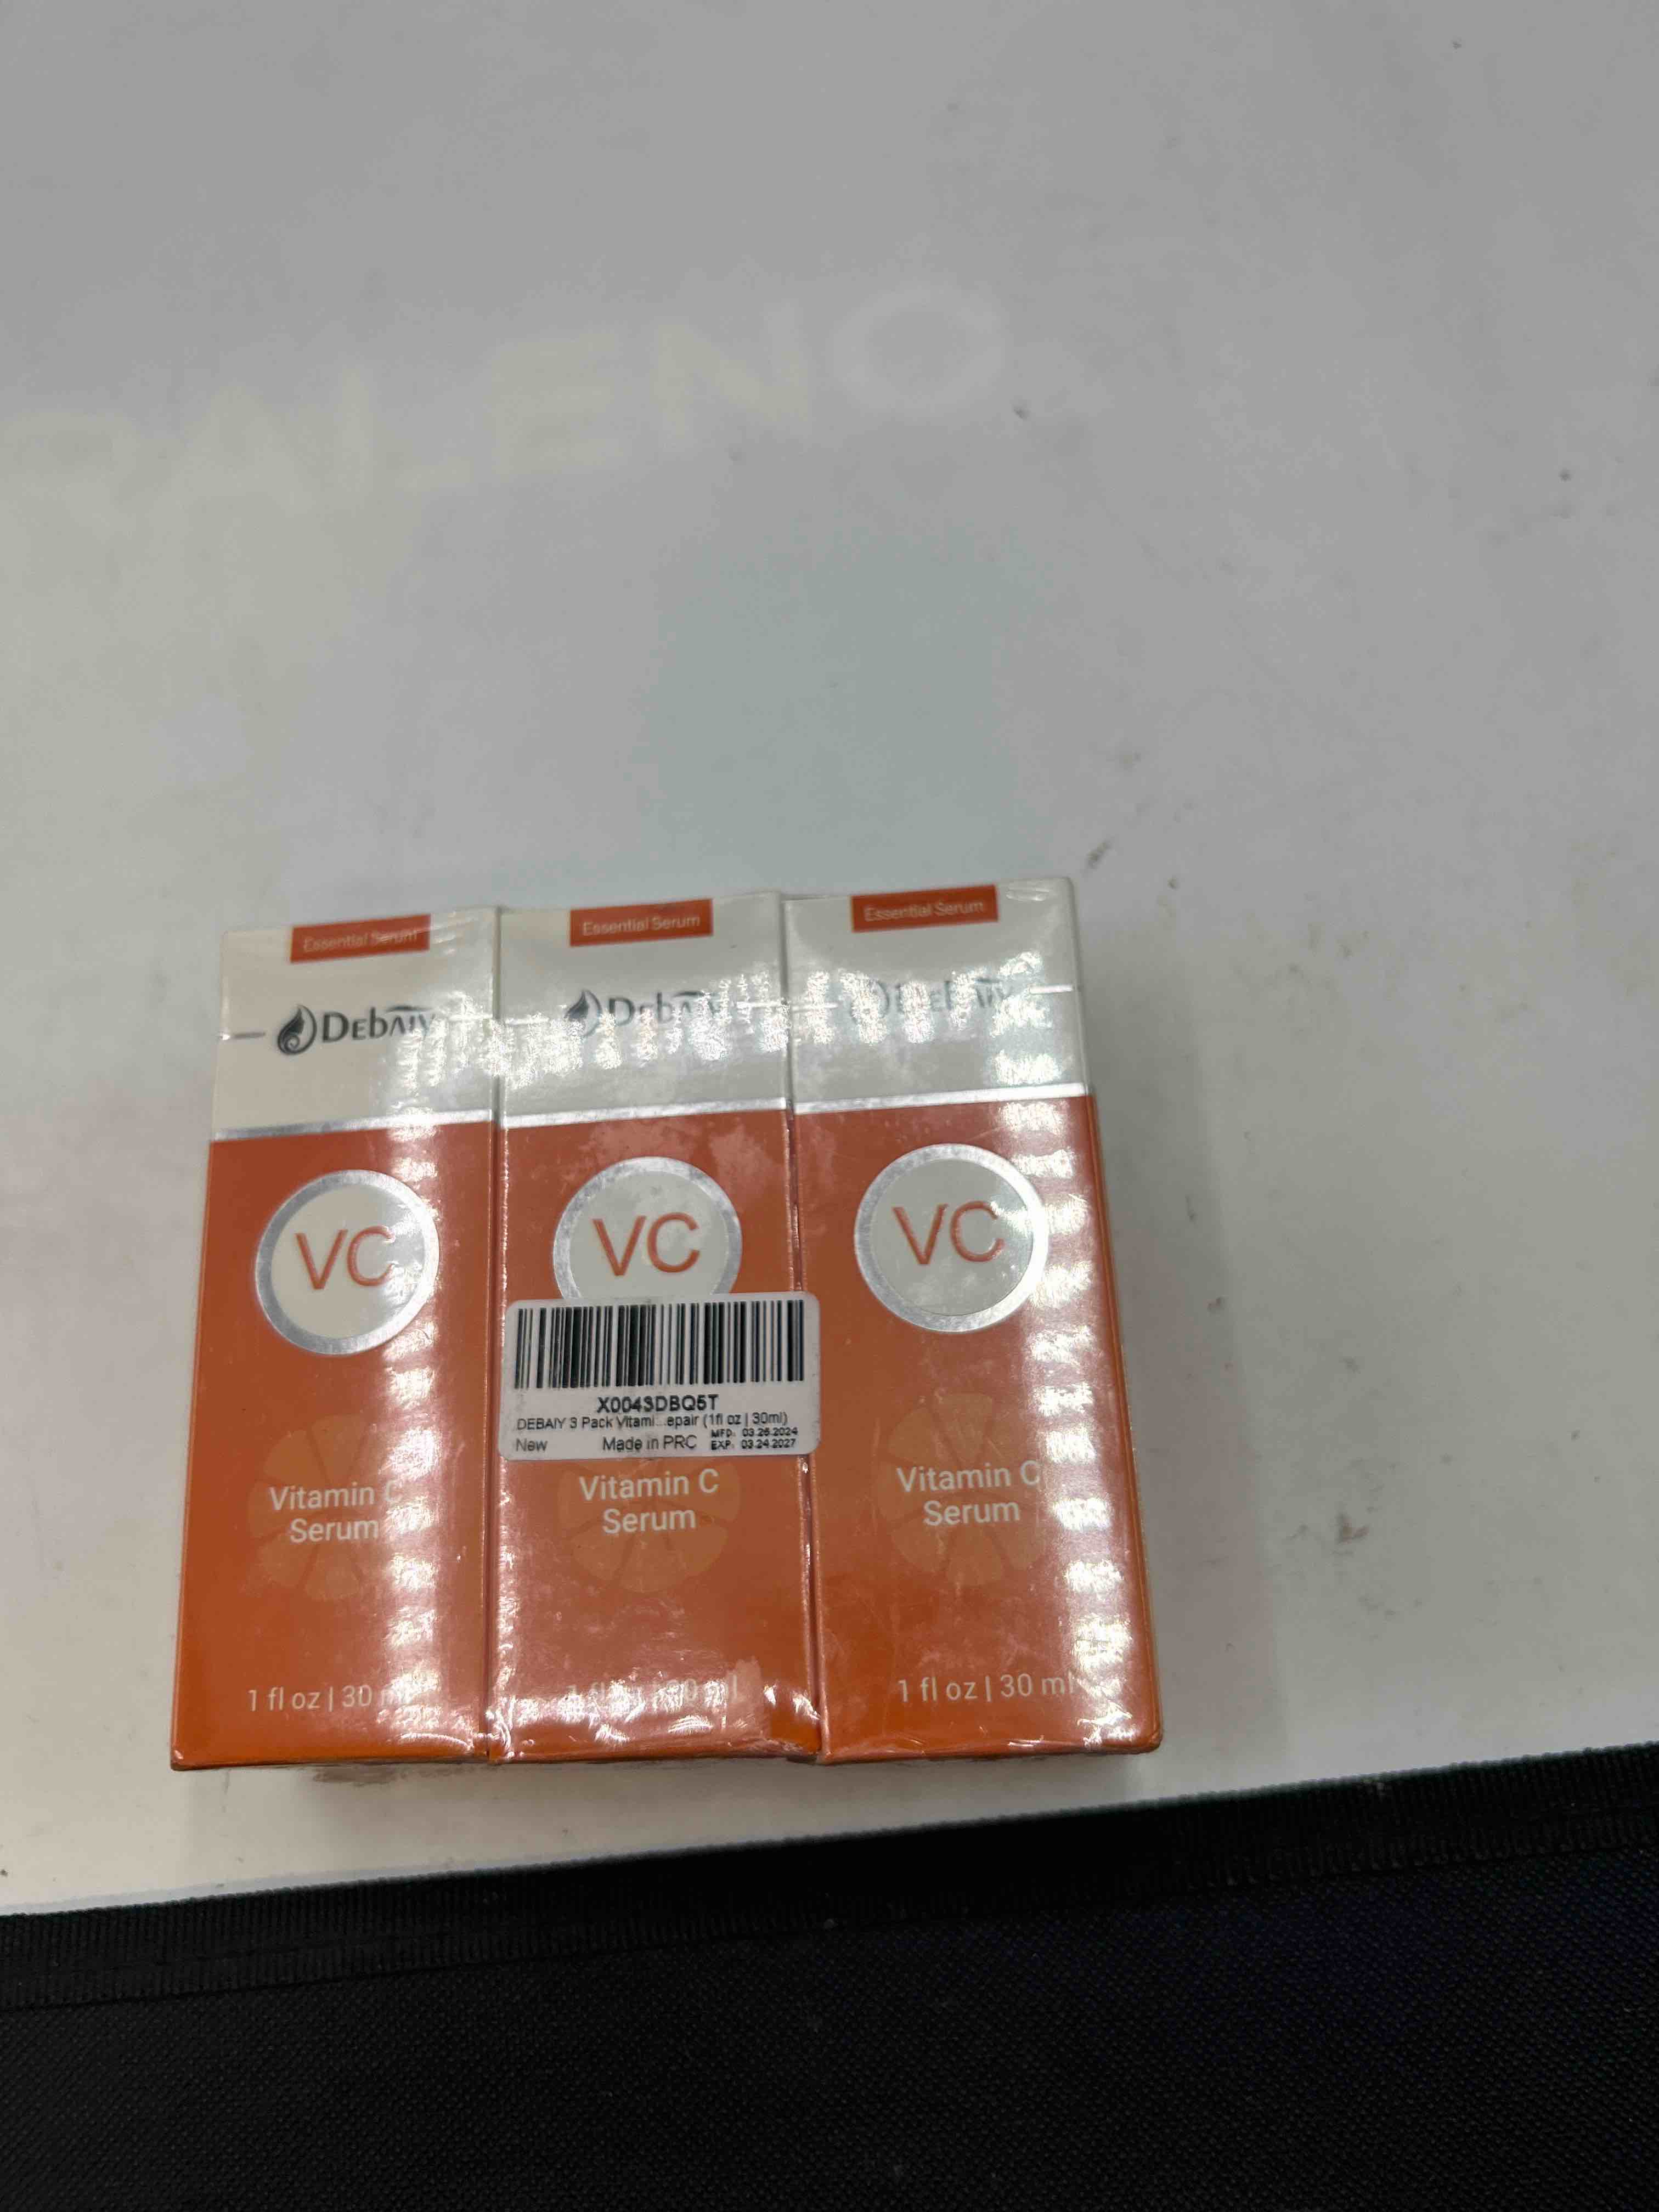 Essential Serum
Essential Serum
Essential Serum
DEBAIY
DEBAIY
DEBAIY
VC
VC
VC
X0043DBQ5T
DEBAIY 3 Pack Vitami...epair (1fl oz | 30ml)
New Made in PRC
MFD: 03.26.2024
EXP: 03.24.2027
Vitamin C
Serum
Vitamin C
Serum
Vitamin C
Serum
1 fl oz | 30 ml
1 fl oz | 30 ml